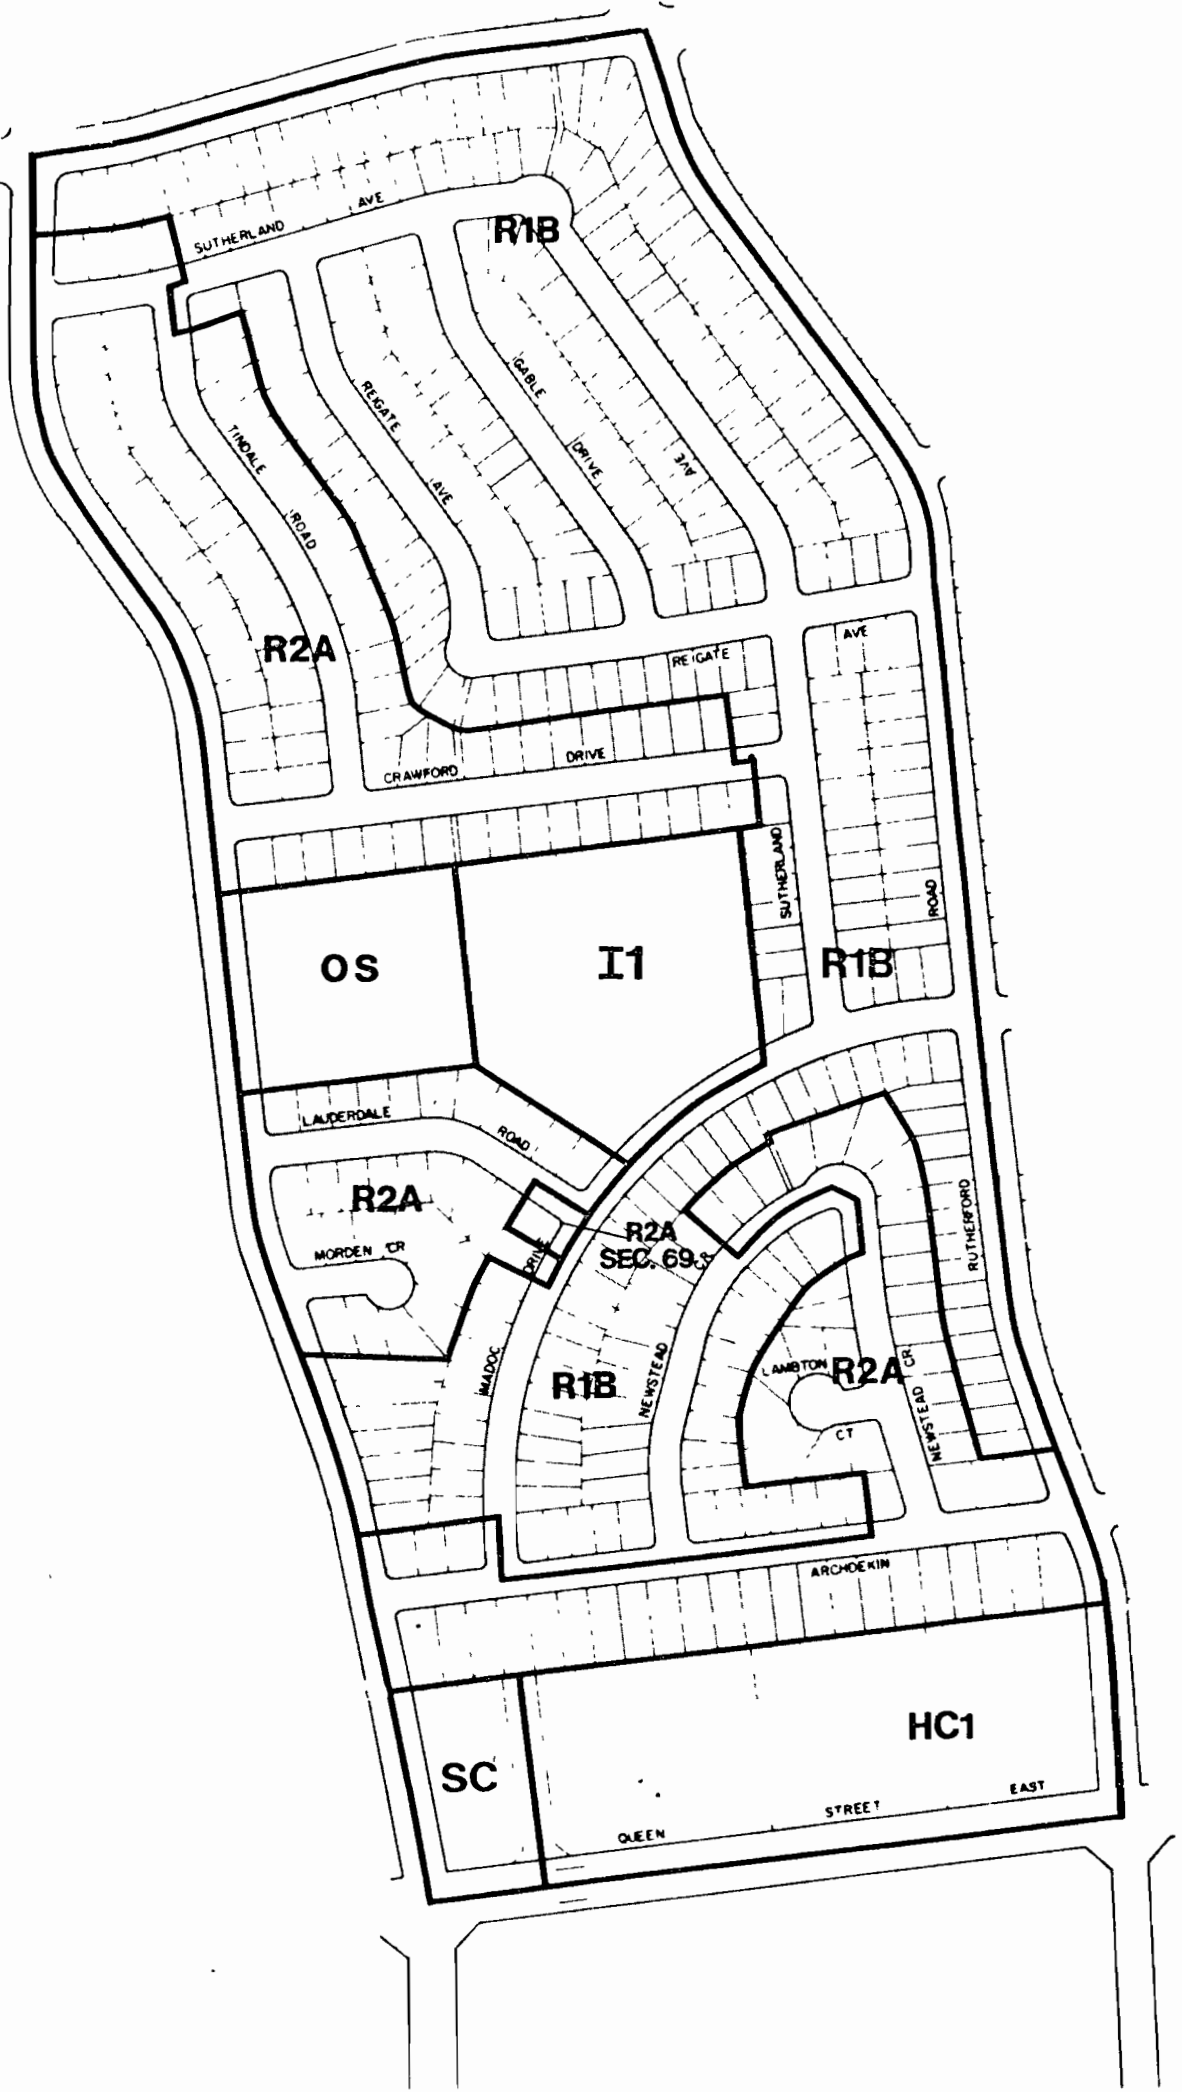 SUTHERLAND AVE
R1B
GABLE
DRIVE
REIGATE
AVE
AVE
TINDALE
ROAD
R2A
AVE
REIGATE
DRIVE
CRAWFORD
SUTHERLAND
ROAD
OS
I1
R1B
LAUDERDALE
ROAD
R2A
MORDEN CR
DRIVE
R2A
SEC. 69
CR
RUTHERFORD
MADOC
R1B
NEWSTEAD
LAMBTON
R2A
CR
NEWSTEAD
CT
ARCHDEKIN
HC1
SC
EAST
STREET
QUEEN